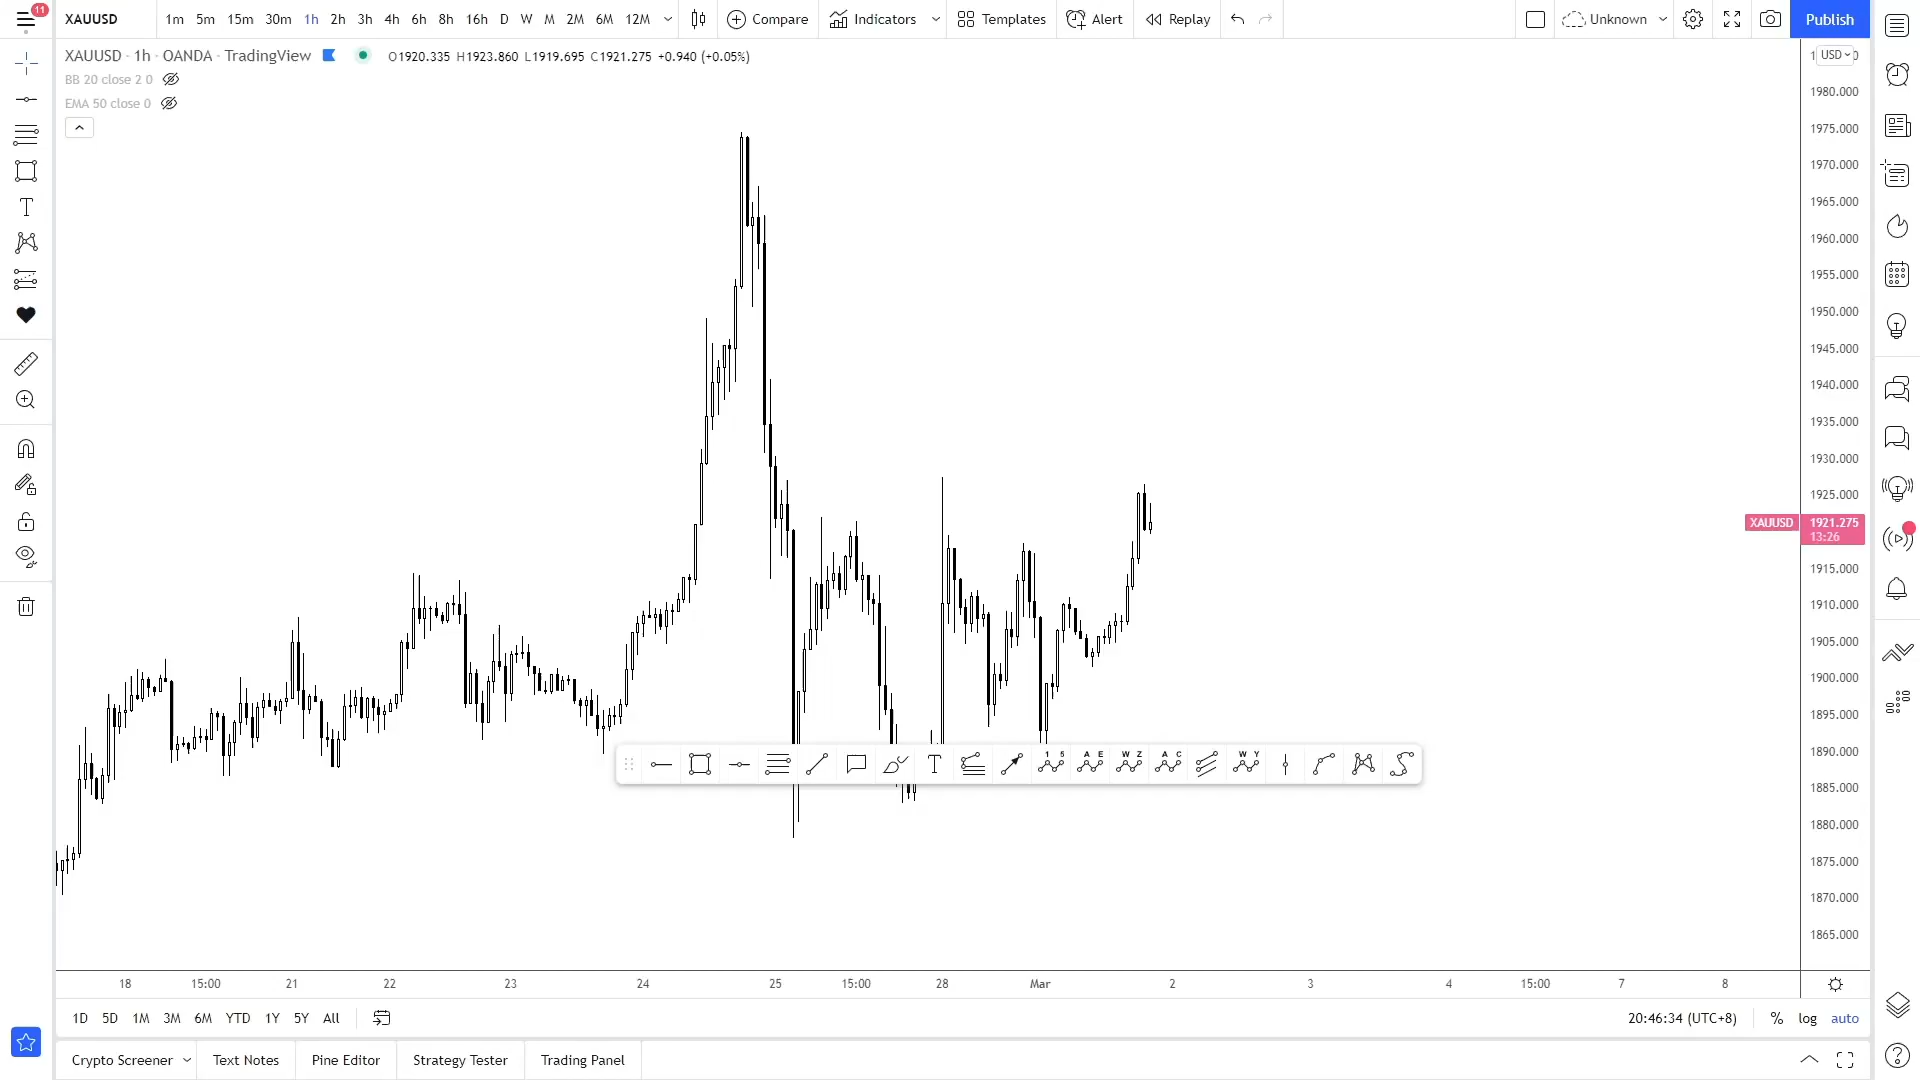 11
XAUUSD 1m 5m 15m 30m 1h 2h 3h 4h 6h 8h 16h D W M 2M 6M 12M Compare Indicators Templates Alert Replay Unknown Publish
XAUUSD · 1h · OANDA · TradingView O1920.335 H1923.860 L1919.695 C1921.275 +0.940 (+0.05%)
USD
BB 20 close 2 0
EMA 50 close 0
1980.000
1975.000
1970.000
1965.000
1960.000
1955.000
1950.000
1945.000
1940.000
1935.000
1930.000
1925.000
XAUUSD 1921.275
13:26
1915.000
1910.000
1905.000
1900.000
1895.000
1890.000
1885.000
1880.000
1875.000
1870.000
1865.000
T
1 5 A E W Z A C W Y
T
18 15:00 21 22 23 24 25 15:00 28 Mar 2 3 4 15:00 7 8
1D 5D 1M 3M 6M YTD 1Y 5Y All 20:46:34 (UTC+8) % log auto
Crypto Screener Text Notes Pine Editor Strategy Tester Trading Panel